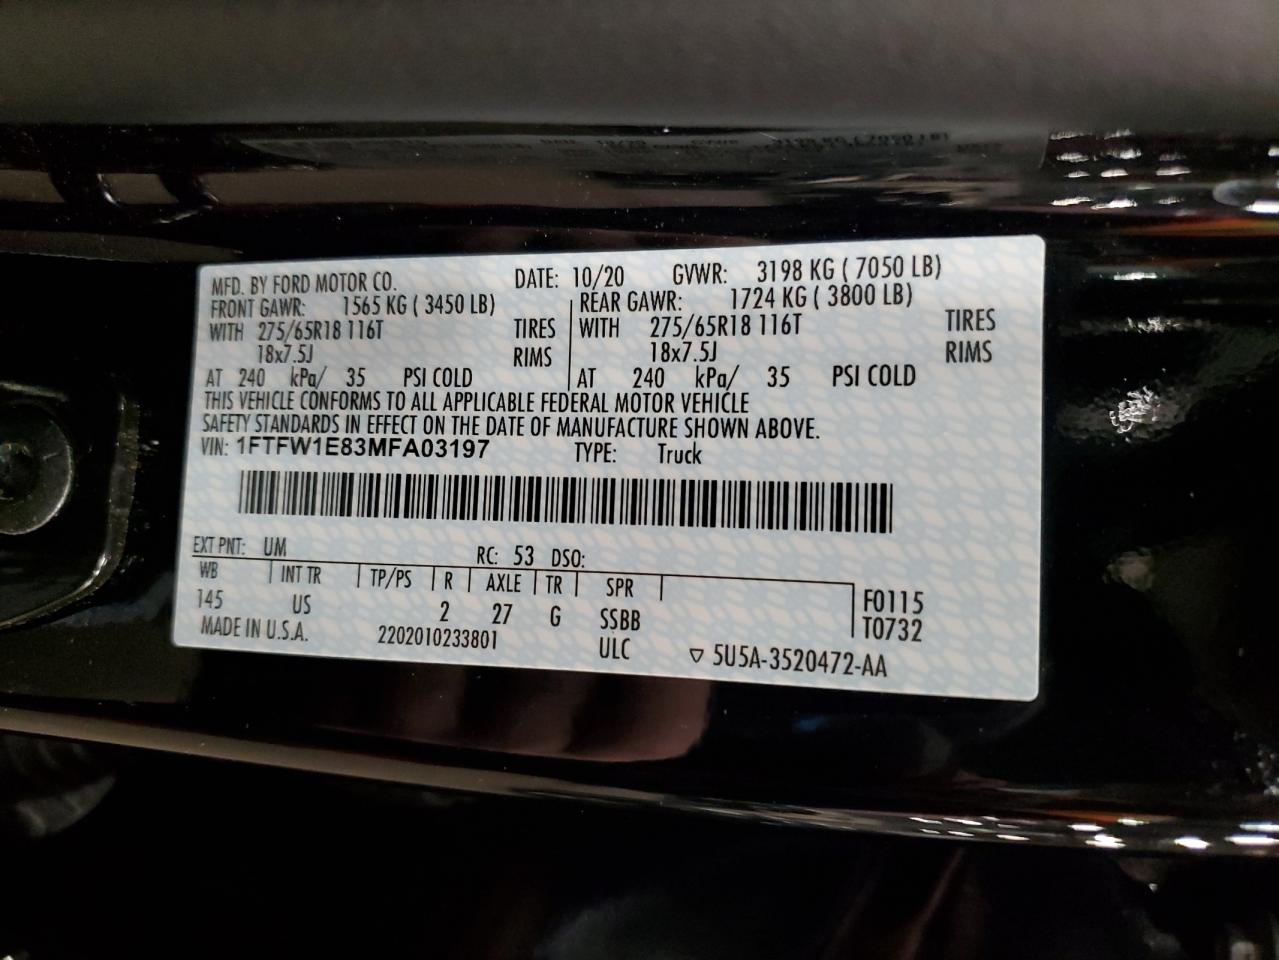 MFD. BY FORD MOTOR CO. DATE: 10/20 GVWR: 3198 KG ( 7050 LB)
FRONT GAWR: 1565 KG ( 3450 LB) REAR GAWR: 1724 KG ( 3800 LB)
WITH 275/65R18 116T TIRES WITH 275/65R18 116T TIRES
18x7.5J RIMS 18x7.5J RIMS
AT 240 kPa/ 35 PSI COLD AT 240 kPa/ 35 PSI COLD
THIS VEHICLE CONFORMS TO ALL APPLICABLE FEDERAL MOTOR VEHICLE
SAFETY STANDARDS IN EFFECT ON THE DATE OF MANUFACTURE SHOWN ABOVE.
VIN: 1FTFW1E83MFA03197 TYPE: Truck
EXT PNT: UM RC: 53 DSO:
WB INT TR TP/PS R AXLE TR SPR F0115
145 US 2 27 G SSBB T0732
MADE IN U.S.A. 2202010233801 ULC ▽ 5U5A-3520472-AA